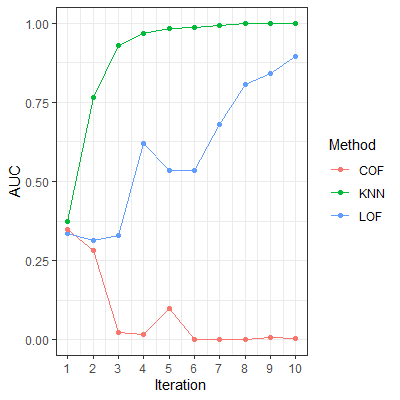 1.00
0.75
0.50
0.25
0.00
AUC
1 2 3 4 5 6 7 8 9 10
Iteration
Method
COF
KNN
LOF